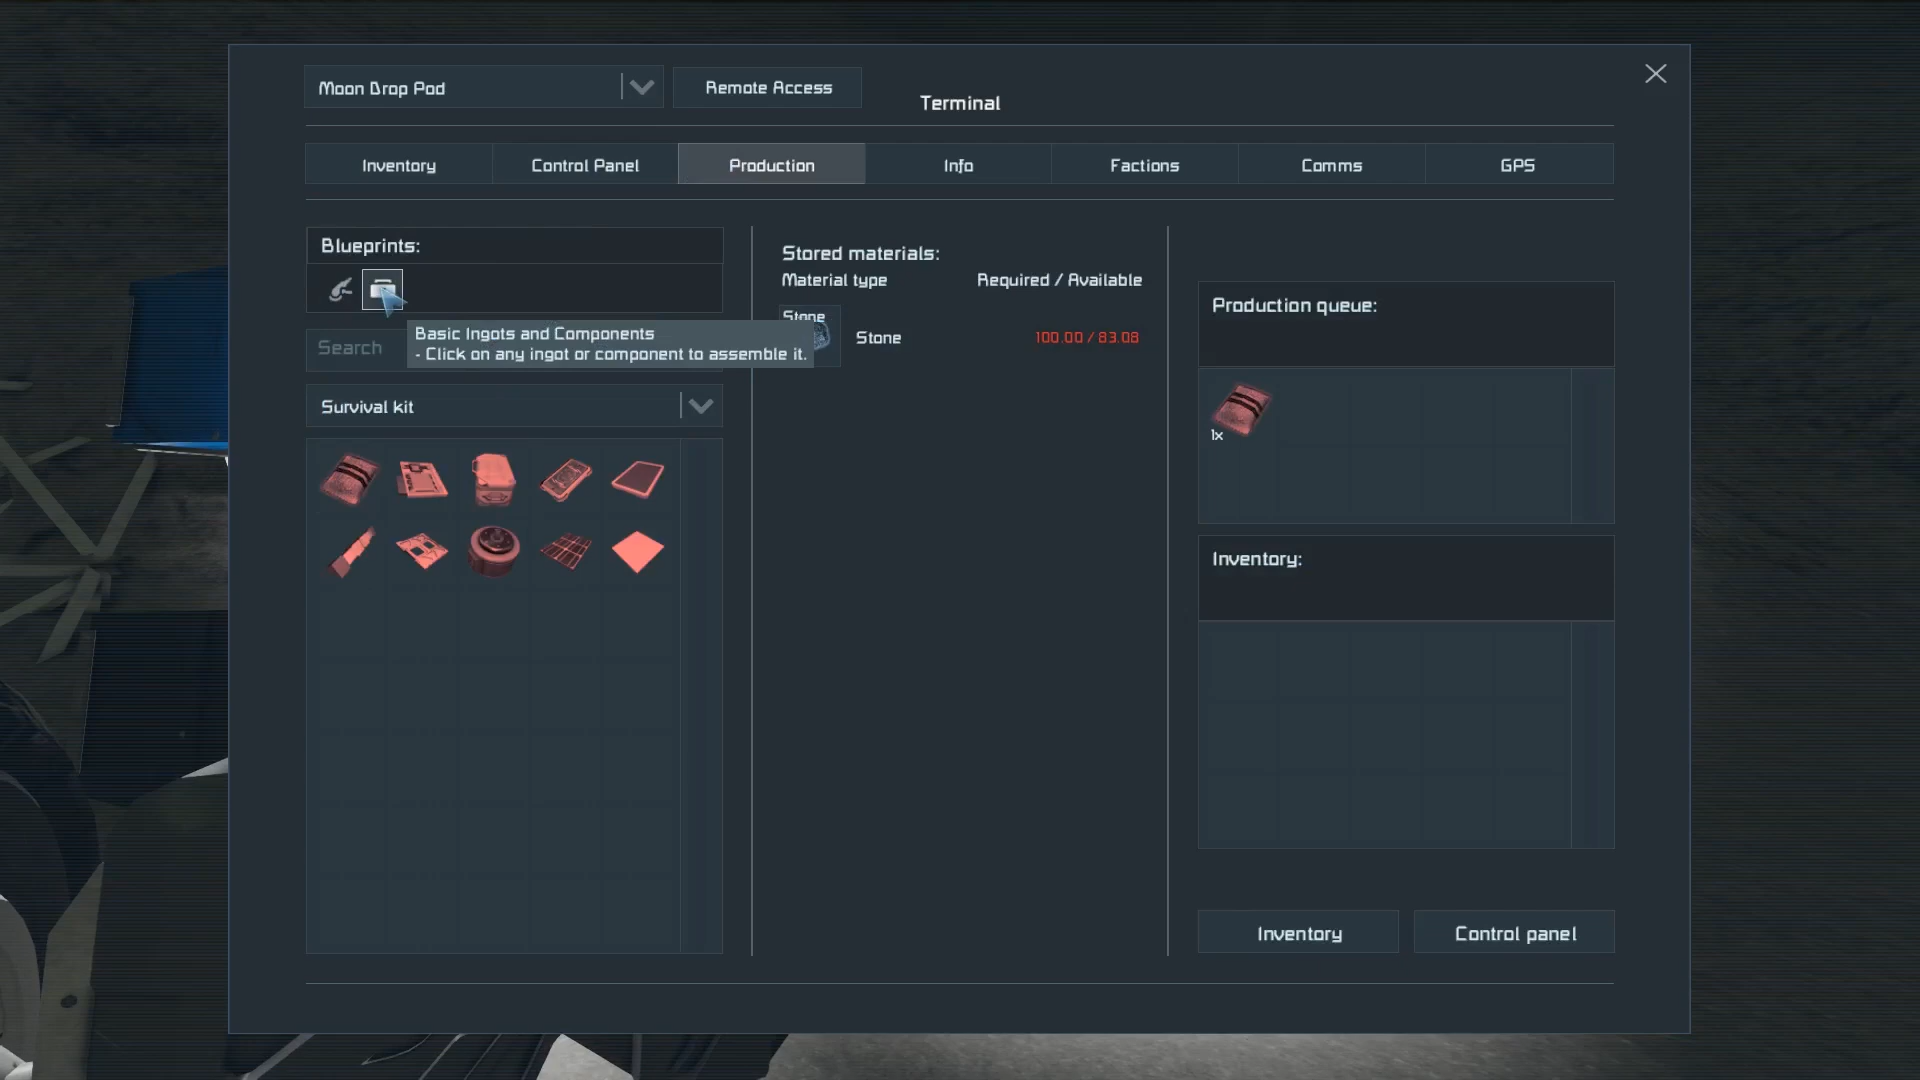 Moon Drop Pod
Remote Access
Terminal
Inventory
Control Panel
Production
Info
Factions
Comms
GPS
Blueprints:
Basic Ingots and Components
- Click on any ingot or component to assemble it.
Search
Survival kit
Stored materials:
Material type
Required / Available
Stone
Stone
100.00 / 83.08
Production queue:
1x
Inventory:
Inventory
Control panel